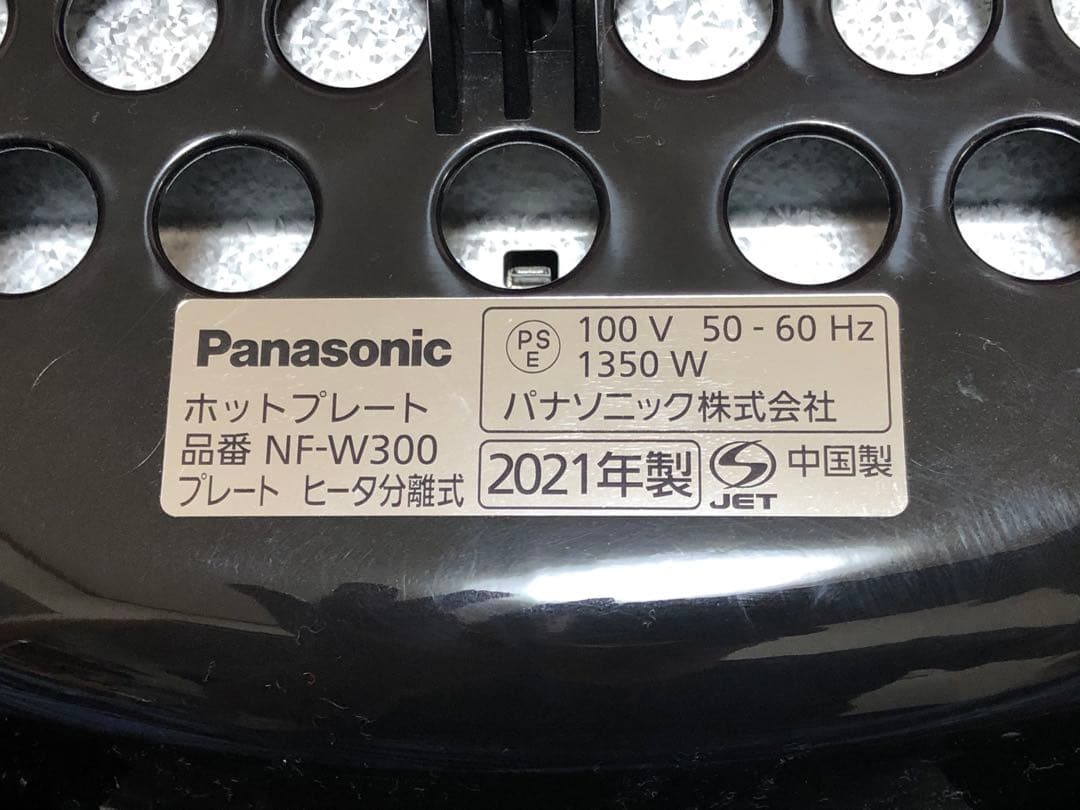 Panasonic
ホットプレート
品番 NF-W300
プレート ヒータ分離式
PS
E
100 V 50 - 60 Hz
1350 W
パナソニック株式会社
2021年製
JET
中国製